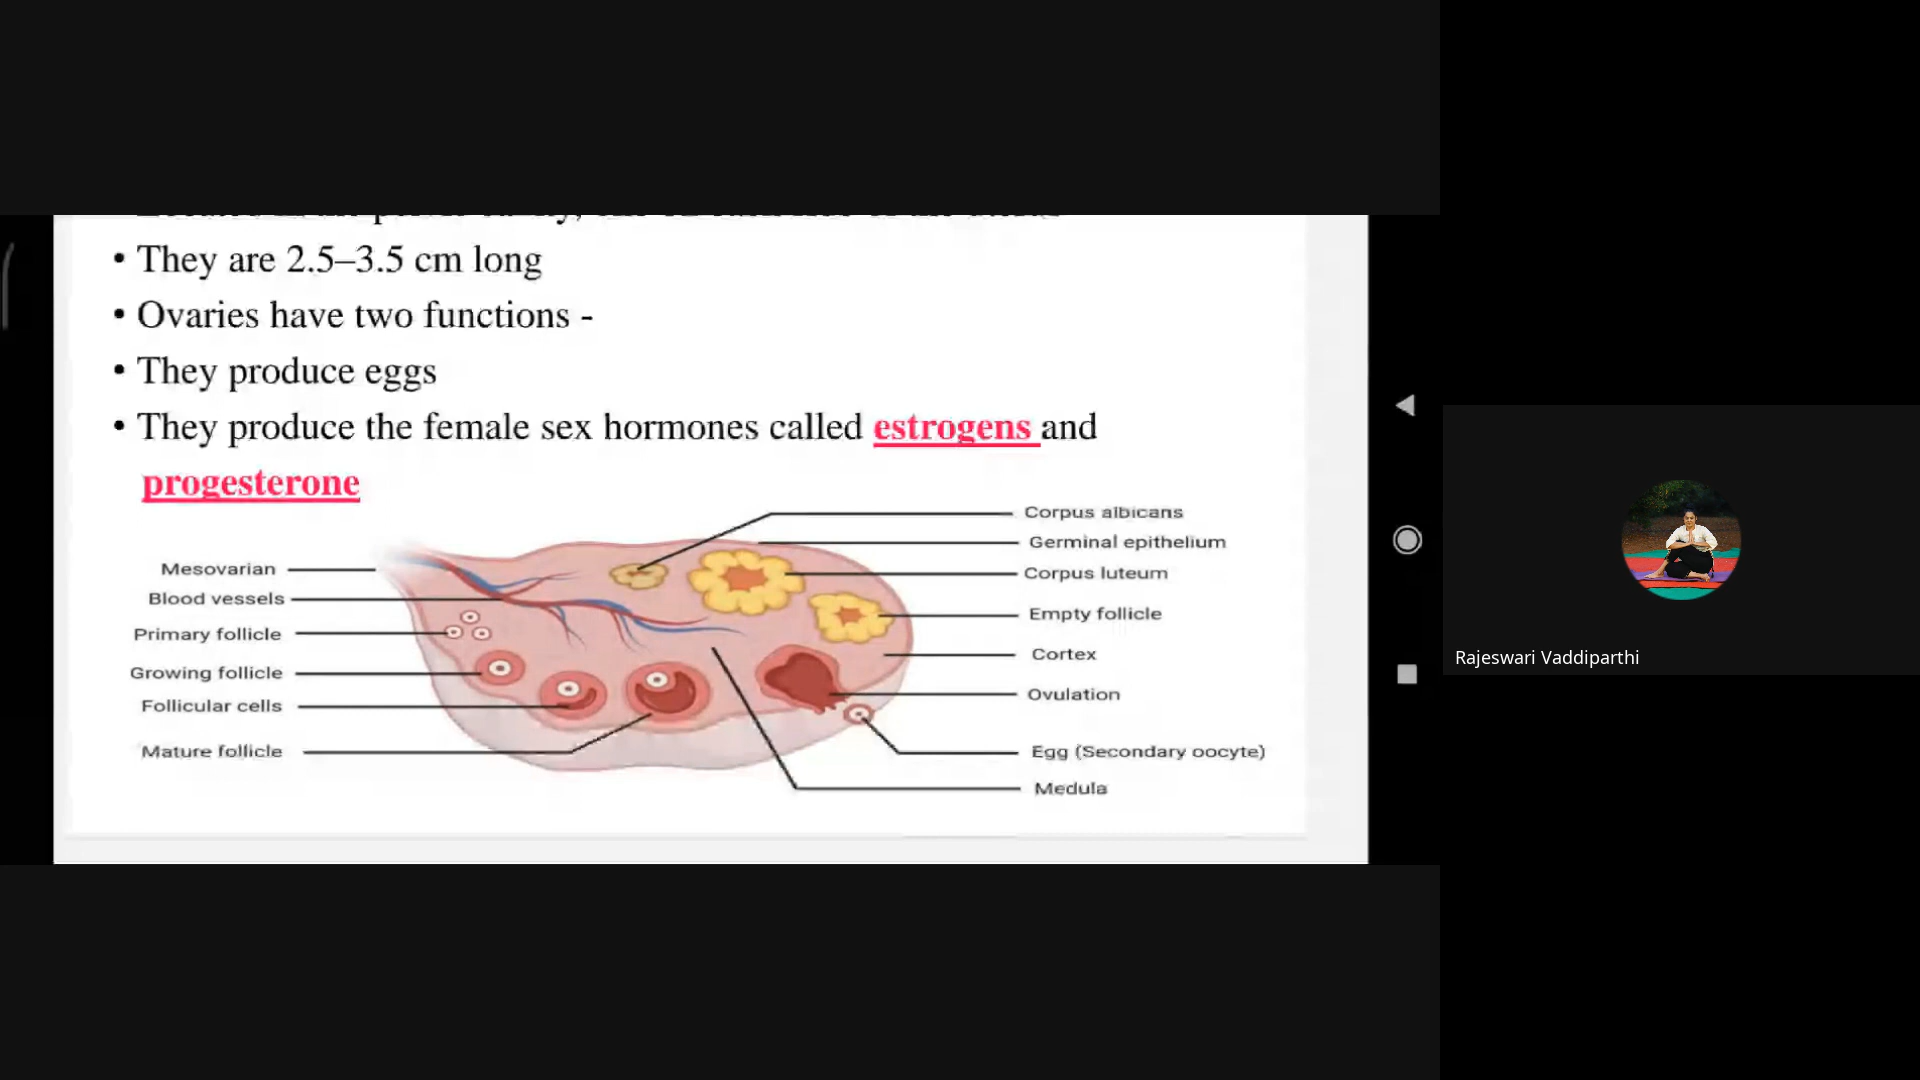 • They are 2.5–3.5 cm long
• Ovaries have two functions -
• They produce eggs
• They produce the female sex hormones called estrogens and
progesterone
Corpus albicans
Germinal epithelium
Mesovarian
Corpus luteum
Blood vessels
Empty follicle
Primary follicle
Cortex
Growing follicle
Ovulation
Follicular cells
Mature follicle
Egg (Secondary oocyte)
Medula
Rajeswari Vaddiparthi